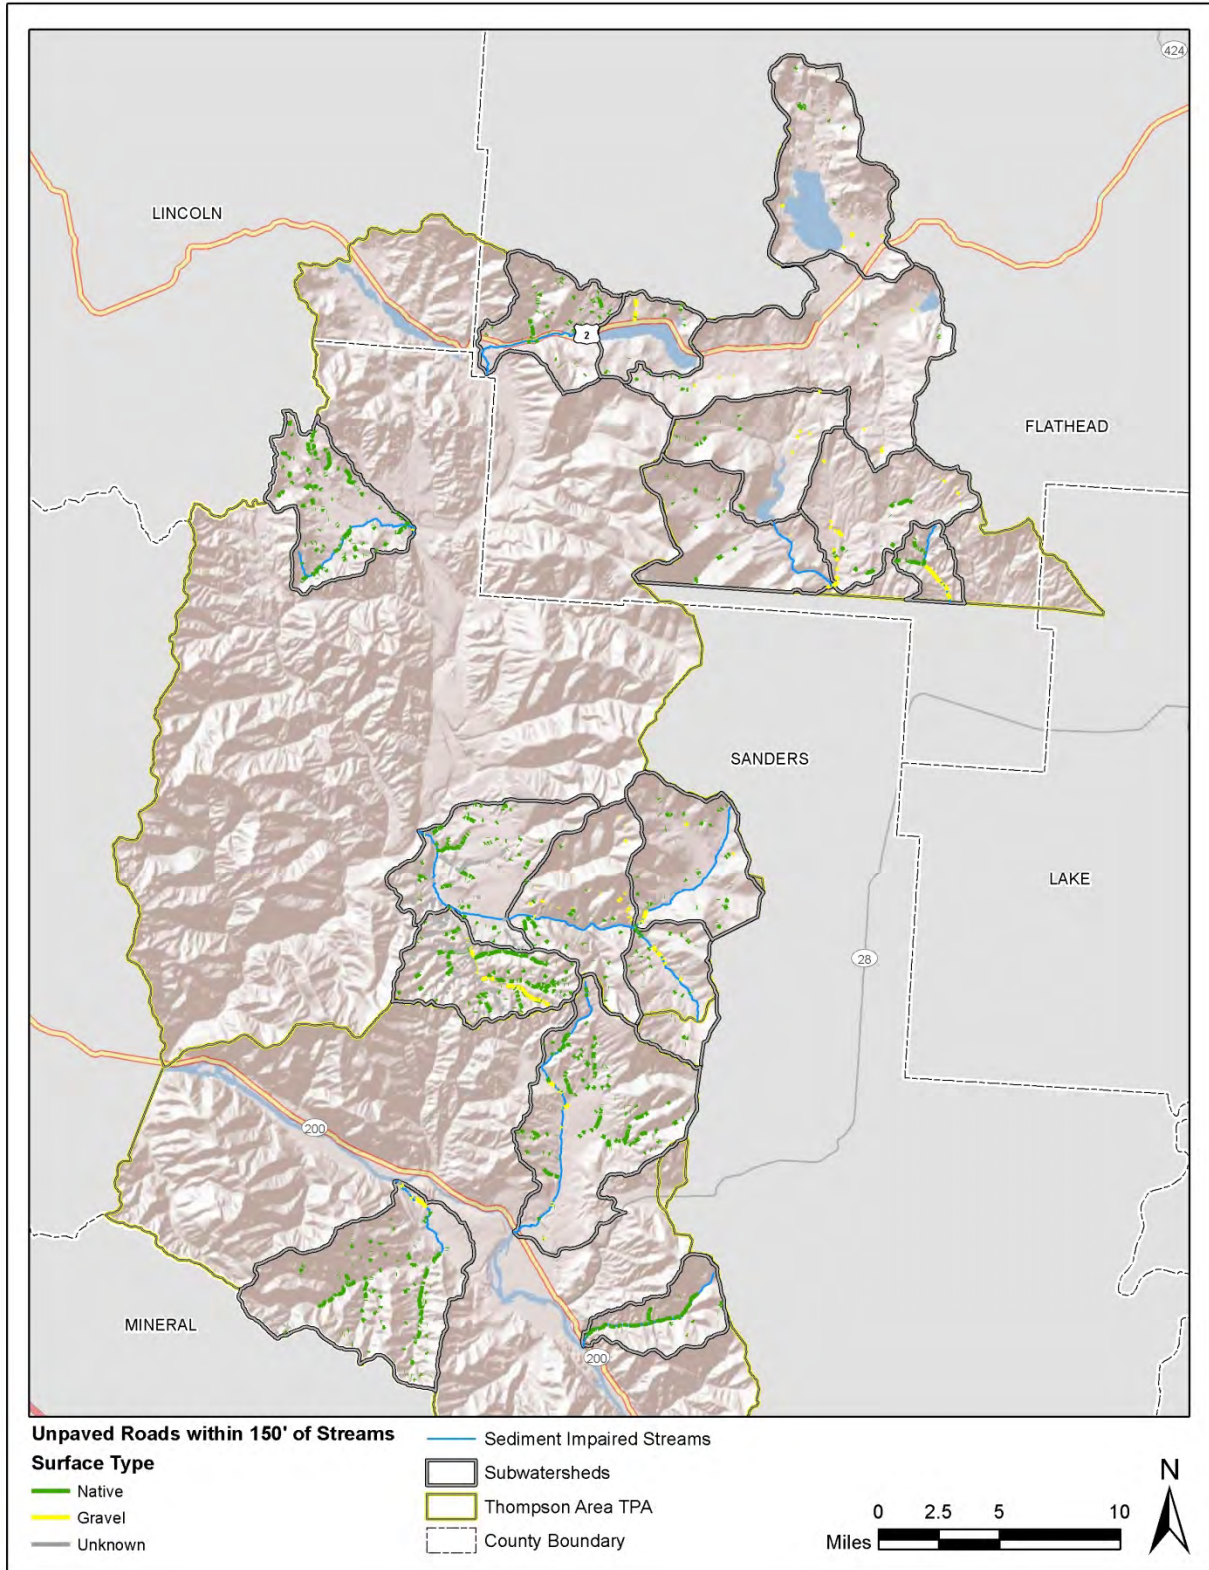 424
LINCOLN
2
FLATHEAD
SANDERS
LAKE
28
200
MINERAL
200
Unpaved Roads within 150' of Streams
Surface Type
Native
Gravel
Unknown
Sediment Impaired Streams
Subwatersheds
Thompson Area TPA
County Boundary
N
0 2.5 5 10
Miles